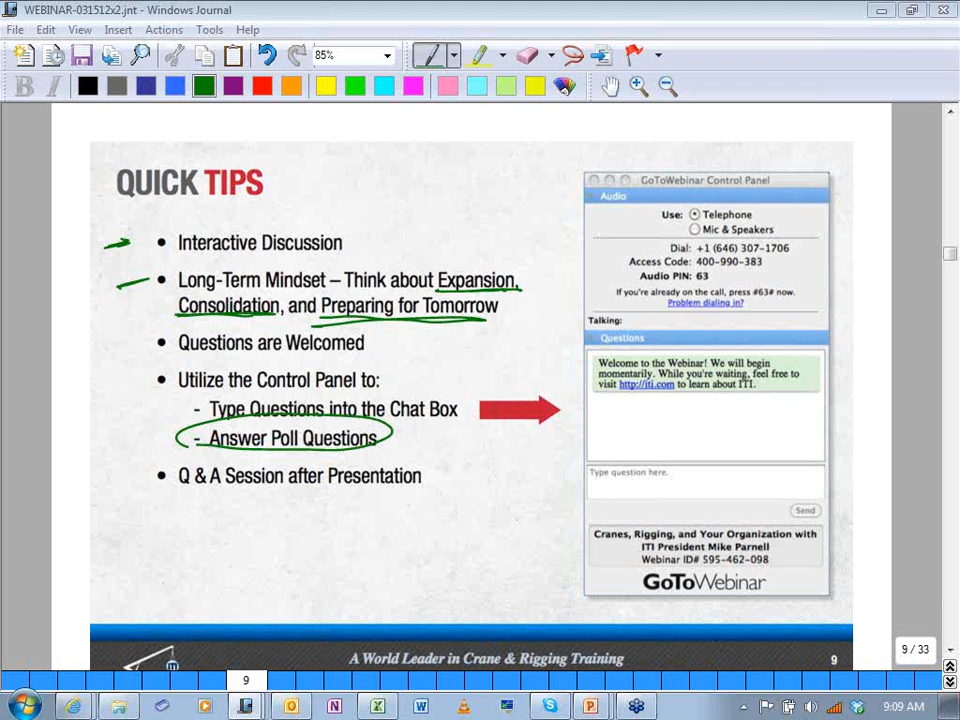 WEBINAR-031512x2.jnt - Windows Journal
File Edit View Insert Actions Tools Help
85%
B I
QUICK TIPS
• Interactive Discussion
• Long-Term Mindset – Think about Expansion,
Consolidation, and Preparing for Tomorrow
• Questions are Welcomed
• Utilize the Control Panel to:
- Type Questions into the Chat Box
- Answer Poll Questions
• Q & A Session after Presentation
GoToWebinar Control Panel
Audio
Use: Telephone
Mic & Speakers
Dial: +1 (646) 307-1706
Access Code: 400-990-383
Audio PIN: 63
If you're already on the call, press #63# now.
Problem dialing in?
Talking:
Questions
Welcome to the Webinar! We will begin
momentarily. While you're waiting, feel free to
visit http://iti.com to learn about ITI.
Type question here.
Send
Cranes, Rigging, and Your Organization with
ITI President Mike Parnell
Webinar ID# 595-462-098
GoToWebinar
A World Leader in Crane & Rigging Training
9
9 / 33
9
9:09 AM